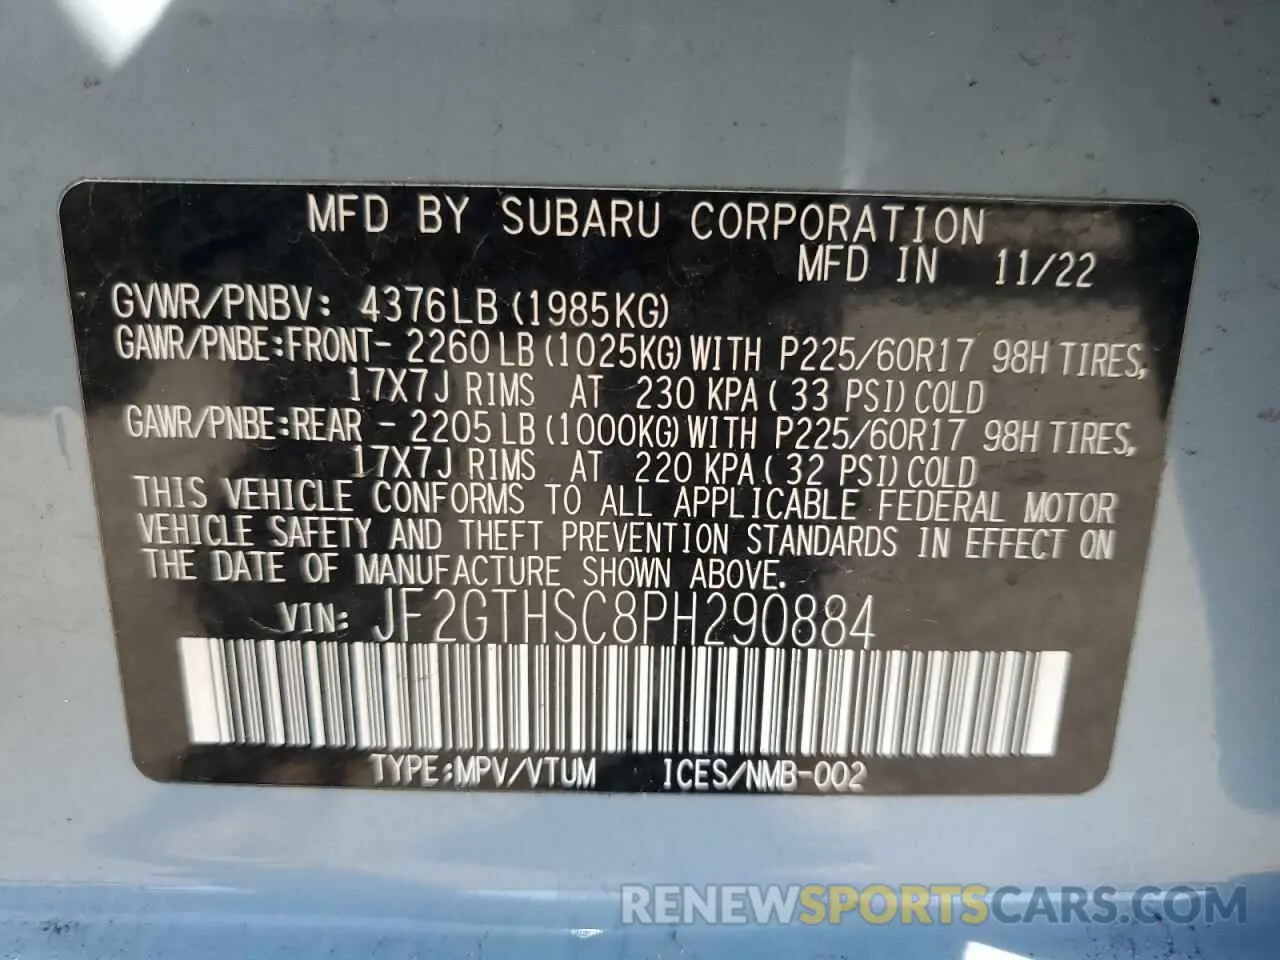 MFD BY SUBARU CORPORATION
MFD IN 11/22
GVWR/PNBV: 4376LB (1985KG)
GAWR/PNBE:FRONT- 2260LB (1025KG) WITH P225/60R17 98H TIRES,
17X7J RIMS AT 230 KPA ( 33 PSI) COLD
GAWR/PNBE:REAR - 2205LB (1000KG) WITH P225/60R17 98H TIRES,
17X7J RIMS AT 220 KPA ( 32 PSI) COLD
THIS VEHICLE CONFORMS TO ALL APPLICABLE FEDERAL MOTOR
VEHICLE SAFETY AND THEFT PREVENTION STANDARDS IN EFFECT ON
THE DATE OF MANUFACTURE SHOWN ABOVE.
VIN: JF2GTHSC8PH290884
TYPE:MPV/VTUM ICES/NMB-002
RENEWSPORTSCARS.COM